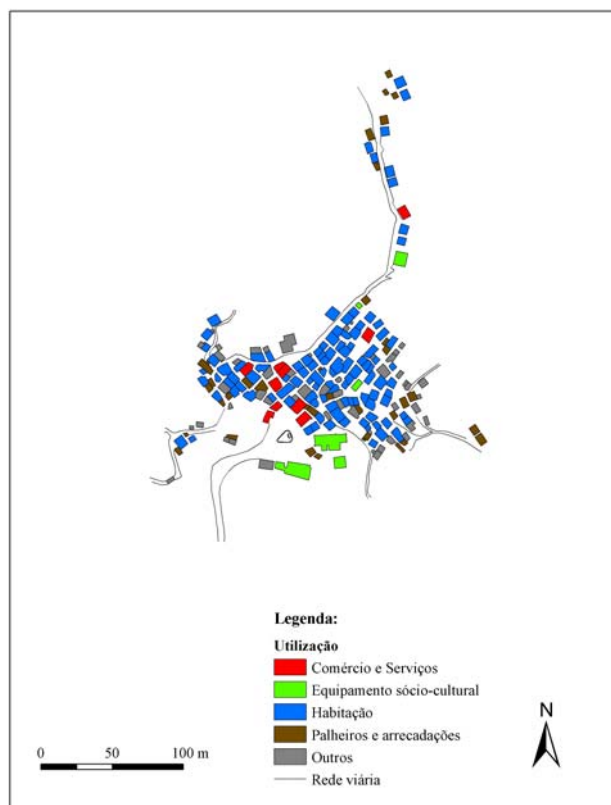 Legenda:
Utilização
Comércio e Serviços
Equipamento sócio-cultural
Habitação
Palheiros e arrecadações
Outros
Rede viária
N
0 50 100 m